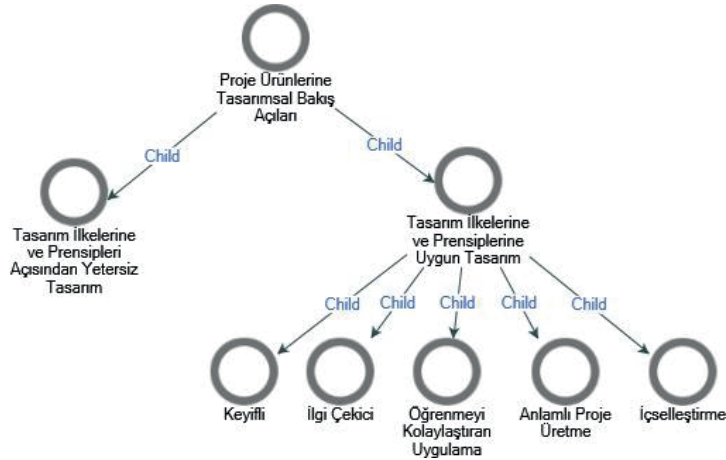 Proje Ürünlerine
Tasarımsal Bakış
Açıları
Child
Child
Tasarım İlkelerine
ve Prensipleri
Açısından Yetersiz
Tasarım
Tasarım İlkelerine
ve Prensiplerine
Uygun Tasarım
Child
Child
Child
Child
Child
Keyifli
İlgi Çekici
Öğrenmeyi
Kolaylaştıran
Uygulama
Anlamlı Proje
Üretme
İçselleştirme